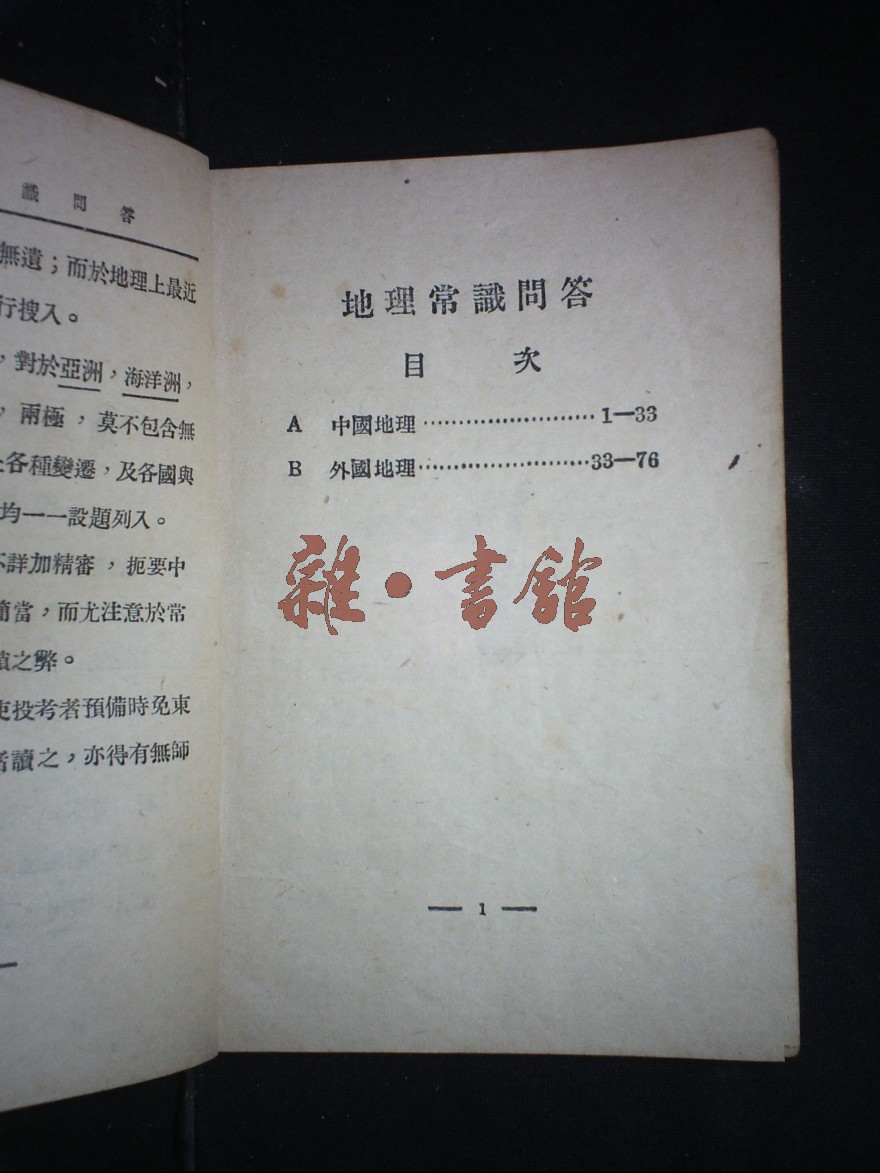 識問答
無遺；而於地理上最近
行搜入。
，對於亞洲，海洋洲，
，兩極，莫不包含無
各種變遷，及各國與
均一一設題列入。
不詳加精審，扼要中
簡當，而尤注意於常
之弊。
投考者預備時免東
者讀之，亦得有無師
地理常識問答
目 次
A 中國地理························1—33
B 外國地理························33—76
雜·書館
— 1 —